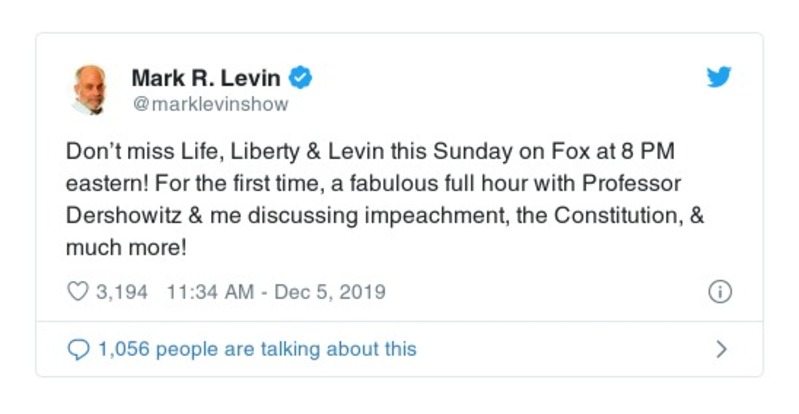 Mark R. Levin
@marklevinshow
Don’t miss Life, Liberty & Levin this Sunday on Fox at 8 PM
eastern! For the first time, a fabulous full hour with Professor
Dershowitz & me discussing impeachment, the Constitution, &
much more!
3,194 11:34 AM - Dec 5, 2019
1,056 people are talking about this